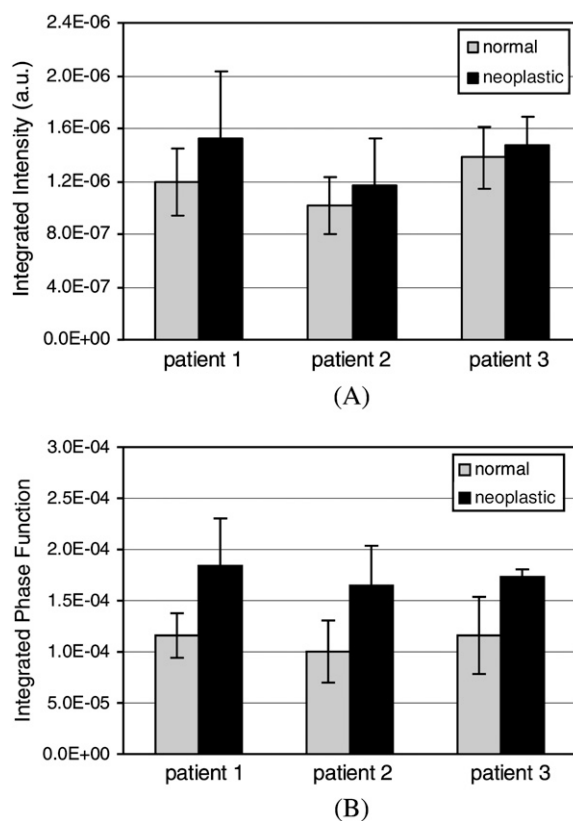 2.4E-06
2.0E-06
1.6E-06
1.2E-06
8.0E-07
4.0E-07
0.0E+00
Integrated Intensity (a.u.)
normal
neoplastic
patient 1
patient 2
patient 3
(A)
3.0E-04
2.5E-04
2.0E-04
1.5E-04
1.0E-04
5.0E-05
0.0E+00
Integrated Phase Function
normal
neoplastic
patient 1
patient 2
patient 3
(B)